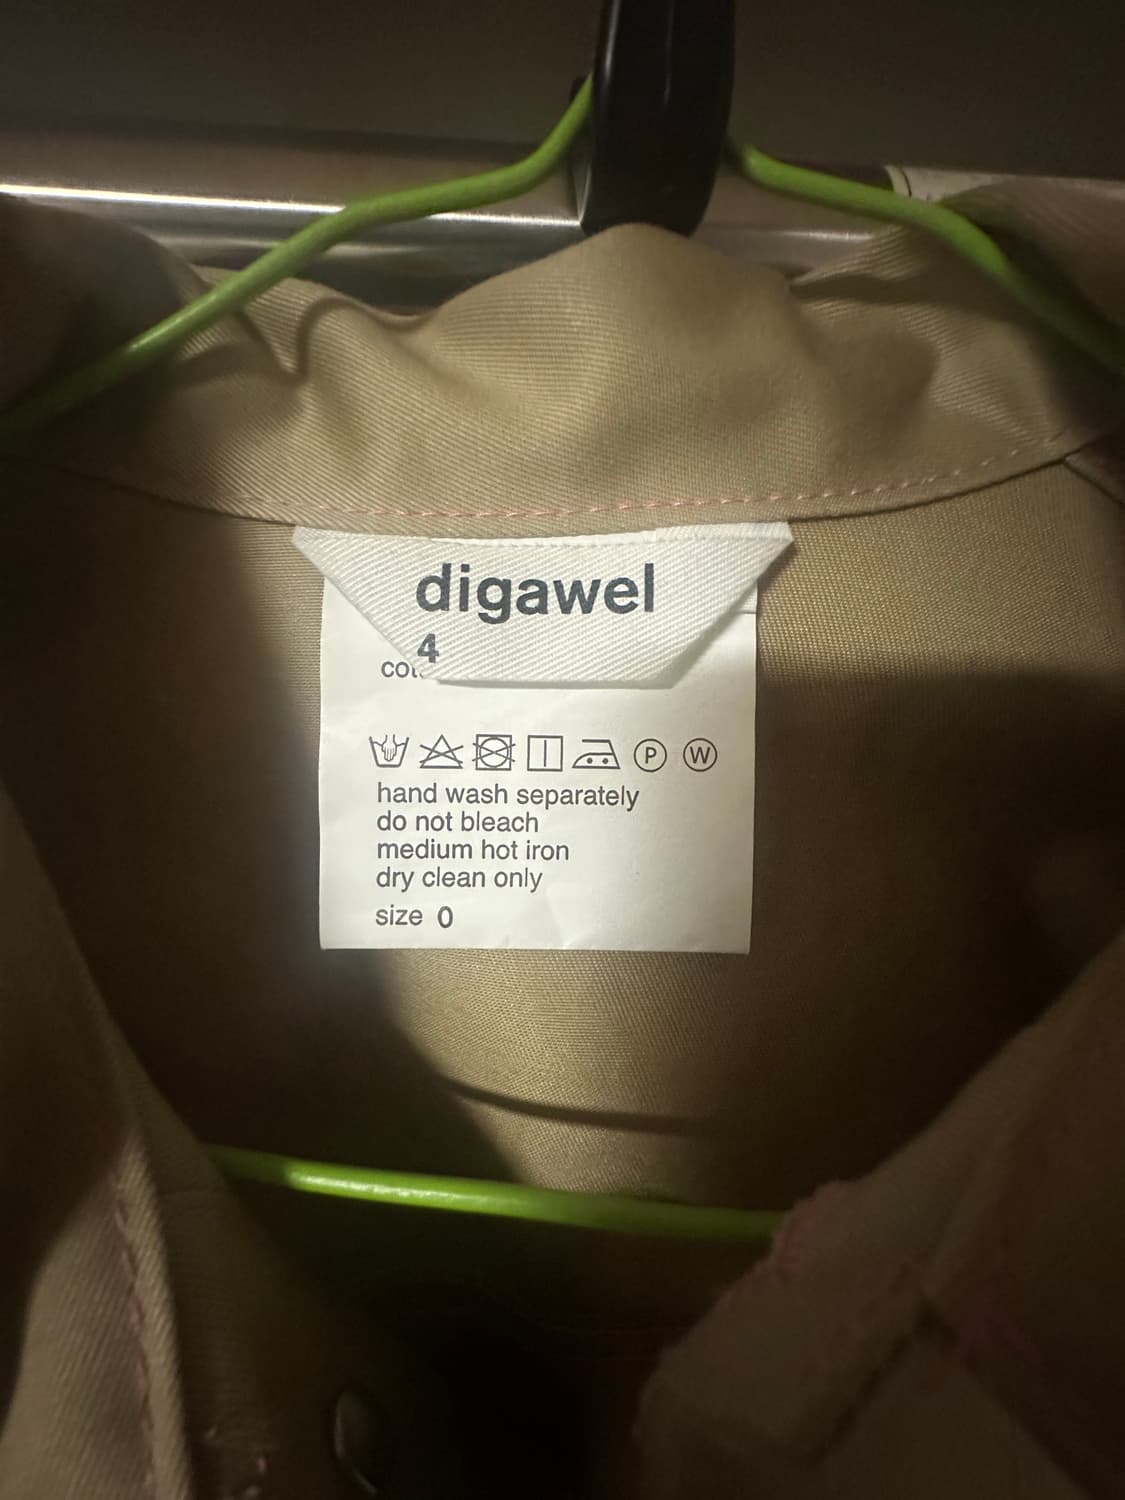 digawel
4
P W
hand wash separately
do not bleach
medium hot iron
dry clean only
size 0